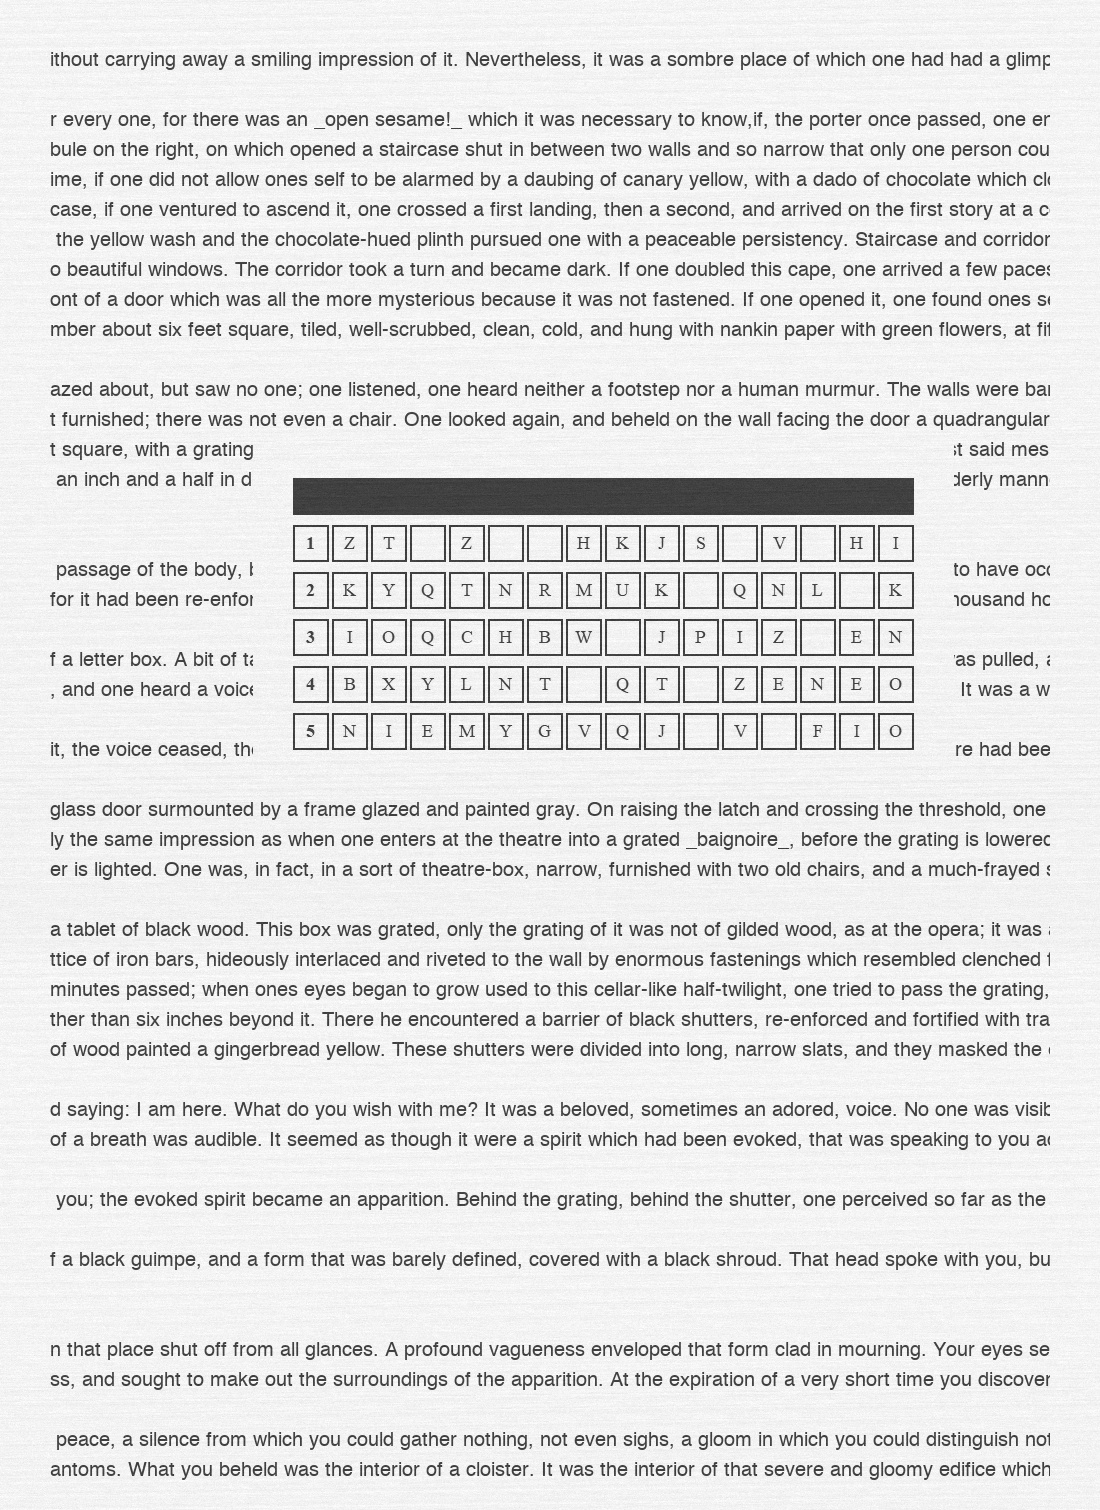 ithout carrying away a smiling impression of it. Nevertheless, it was a sombre place of which one had had a glimp
r every one, for there was an _open sesame!_ which it was necessary to know,if, the porter once passed, one er
bule on the right, on which opened a staircase shut in between two walls and so narrow that only one person cou
ime, if one did not allow ones self to be alarmed by a daubing of canary yellow, with a dado of chocolate which clo
case, if one ventured to ascend it, one crossed a first landing, then a second, and arrived on the first story at a c
the yellow wash and the chocolate-hued plinth pursued one with a peaceable persistency. Staircase and corridor
o beautiful windows. The corridor took a turn and became dark. If one doubled this cape, one arrived a few paces
ont of a door which was all the more mysterious because it was not fastened. If one opened it, one found ones se
mber about six feet square, tiled, well-scrubbed, clean, cold, and hung with nankin paper with green flowers, at fif
azed about, but saw no one; one listened, one heard neither a footstep nor a human murmur. The walls were bar
t furnished; there was not even a chair. One looked again, and beheld on the wall facing the door a quadrangular
t square, with a grating st said mes
an inch and a half in d derly mann
passage of the body, b to have occ
for it had been re-enfor housand ho
f a letter box. A bit of ta as pulled, a
, and one heard a voice It was a w
it, the voice ceased, the re had bee
1 Z T Z H K J S V H I
2 K Y Q T N R M U K Q N L K
3 I O Q C H B W J P I Z E N
4 B X Y L N T Q T Z E N E O
5 N I E M Y G V Q J V F I O
glass door surmounted by a frame glazed and painted gray. On raising the latch and crossing the threshold, one
ly the same impression as when one enters at the theatre into a grated _baignoire_, before the grating is lowered
er is lighted. One was, in fact, in a sort of theatre-box, narrow, furnished with two old chairs, and a much-frayed s
a tablet of black wood. This box was grated, only the grating of it was not of gilded wood, as at the opera; it was a
ttice of iron bars, hideously interlaced and riveted to the wall by enormous fastenings which resembled clenched f
minutes passed; when ones eyes began to grow used to this cellar-like half-twilight, one tried to pass the grating,
ther than six inches beyond it. There he encountered a barrier of black shutters, re-enforced and fortified with tra
of wood painted a gingerbread yellow. These shutters were divided into long, narrow slats, and they masked the
d saying: I am here. What do you wish with me? It was a beloved, sometimes an adored, voice. No one was visib
of a breath was audible. It seemed as though it were a spirit which had been evoked, that was speaking to you ac
you; the evoked spirit became an apparition. Behind the grating, behind the shutter, one perceived so far as the
f a black guimpe, and a form that was barely defined, covered with a black shroud. That head spoke with you, bu
n that place shut off from all glances. A profound vagueness enveloped that form clad in mourning. Your eyes se
ss, and sought to make out the surroundings of the apparition. At the expiration of a very short time you discover
peace, a silence from which you could gather nothing, not even sighs, a gloom in which you could distinguish not
antoms. What you beheld was the interior of a cloister. It was the interior of that severe and gloomy edifice which